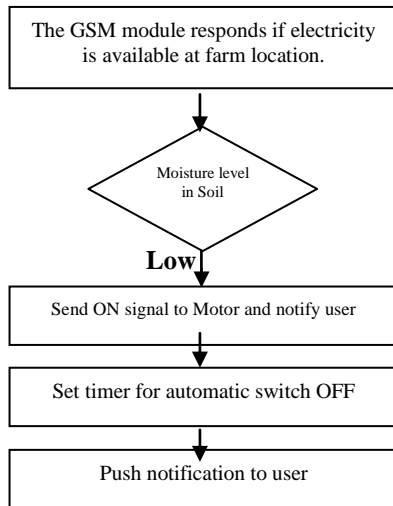 The GSM module responds if electricity
is available at farm location.
Moisture level
in Soil
Low
Send ON signal to Motor and notify user
Set timer for automatic switch OFF
Push notification to user